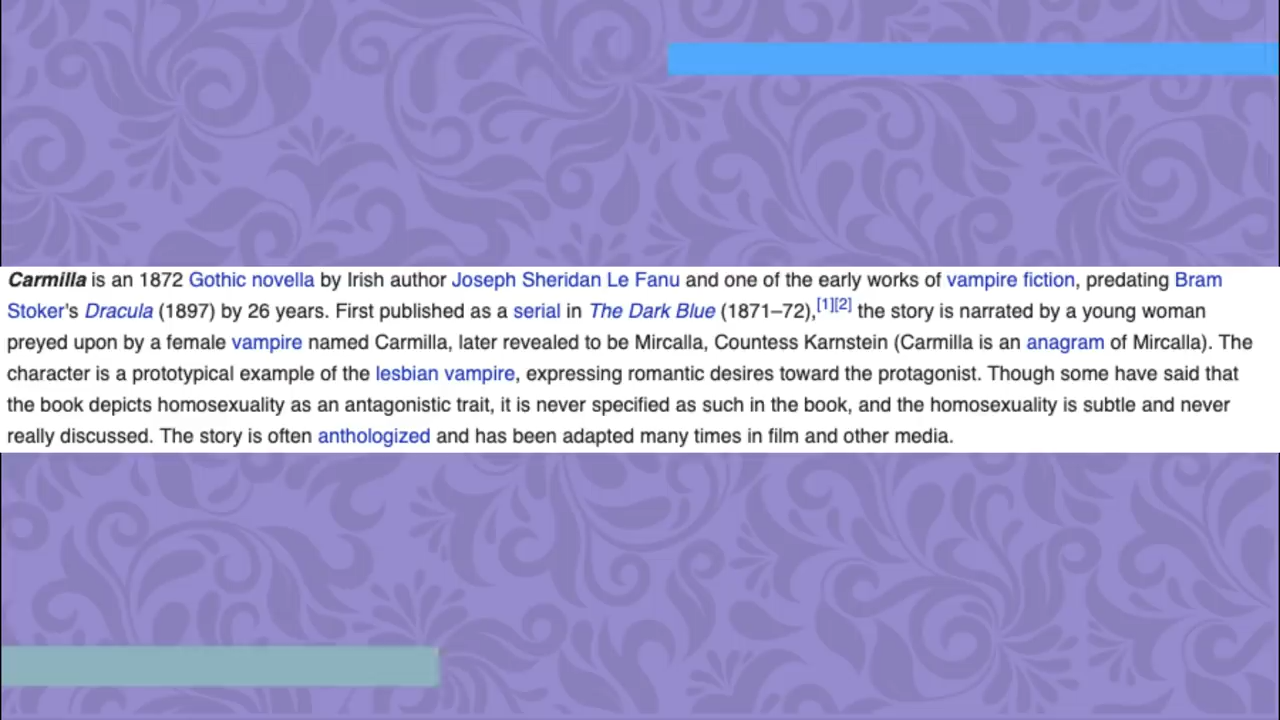 Carmilla is an 1872 Gothic novella by Irish author Joseph Sheridan Le Fanu and one of the early works of vampire fiction, predating Bram
Stoker's Dracula (1897) by 26 years. First published as a serial in The Dark Blue (1871–72),[1][2] the story is narrated by a young woman
preyed upon by a female vampire named Carmilla, later revealed to be Mircalla, Countess Karnstein (Carmilla is an anagram of Mircalla). The
character is a prototypical example of the lesbian vampire, expressing romantic desires toward the protagonist. Though some have said that
the book depicts homosexuality as an antagonistic trait, it is never specified as such in the book, and the homosexuality is subtle and never
really discussed. The story is often anthologized and has been adapted many times in film and other media.